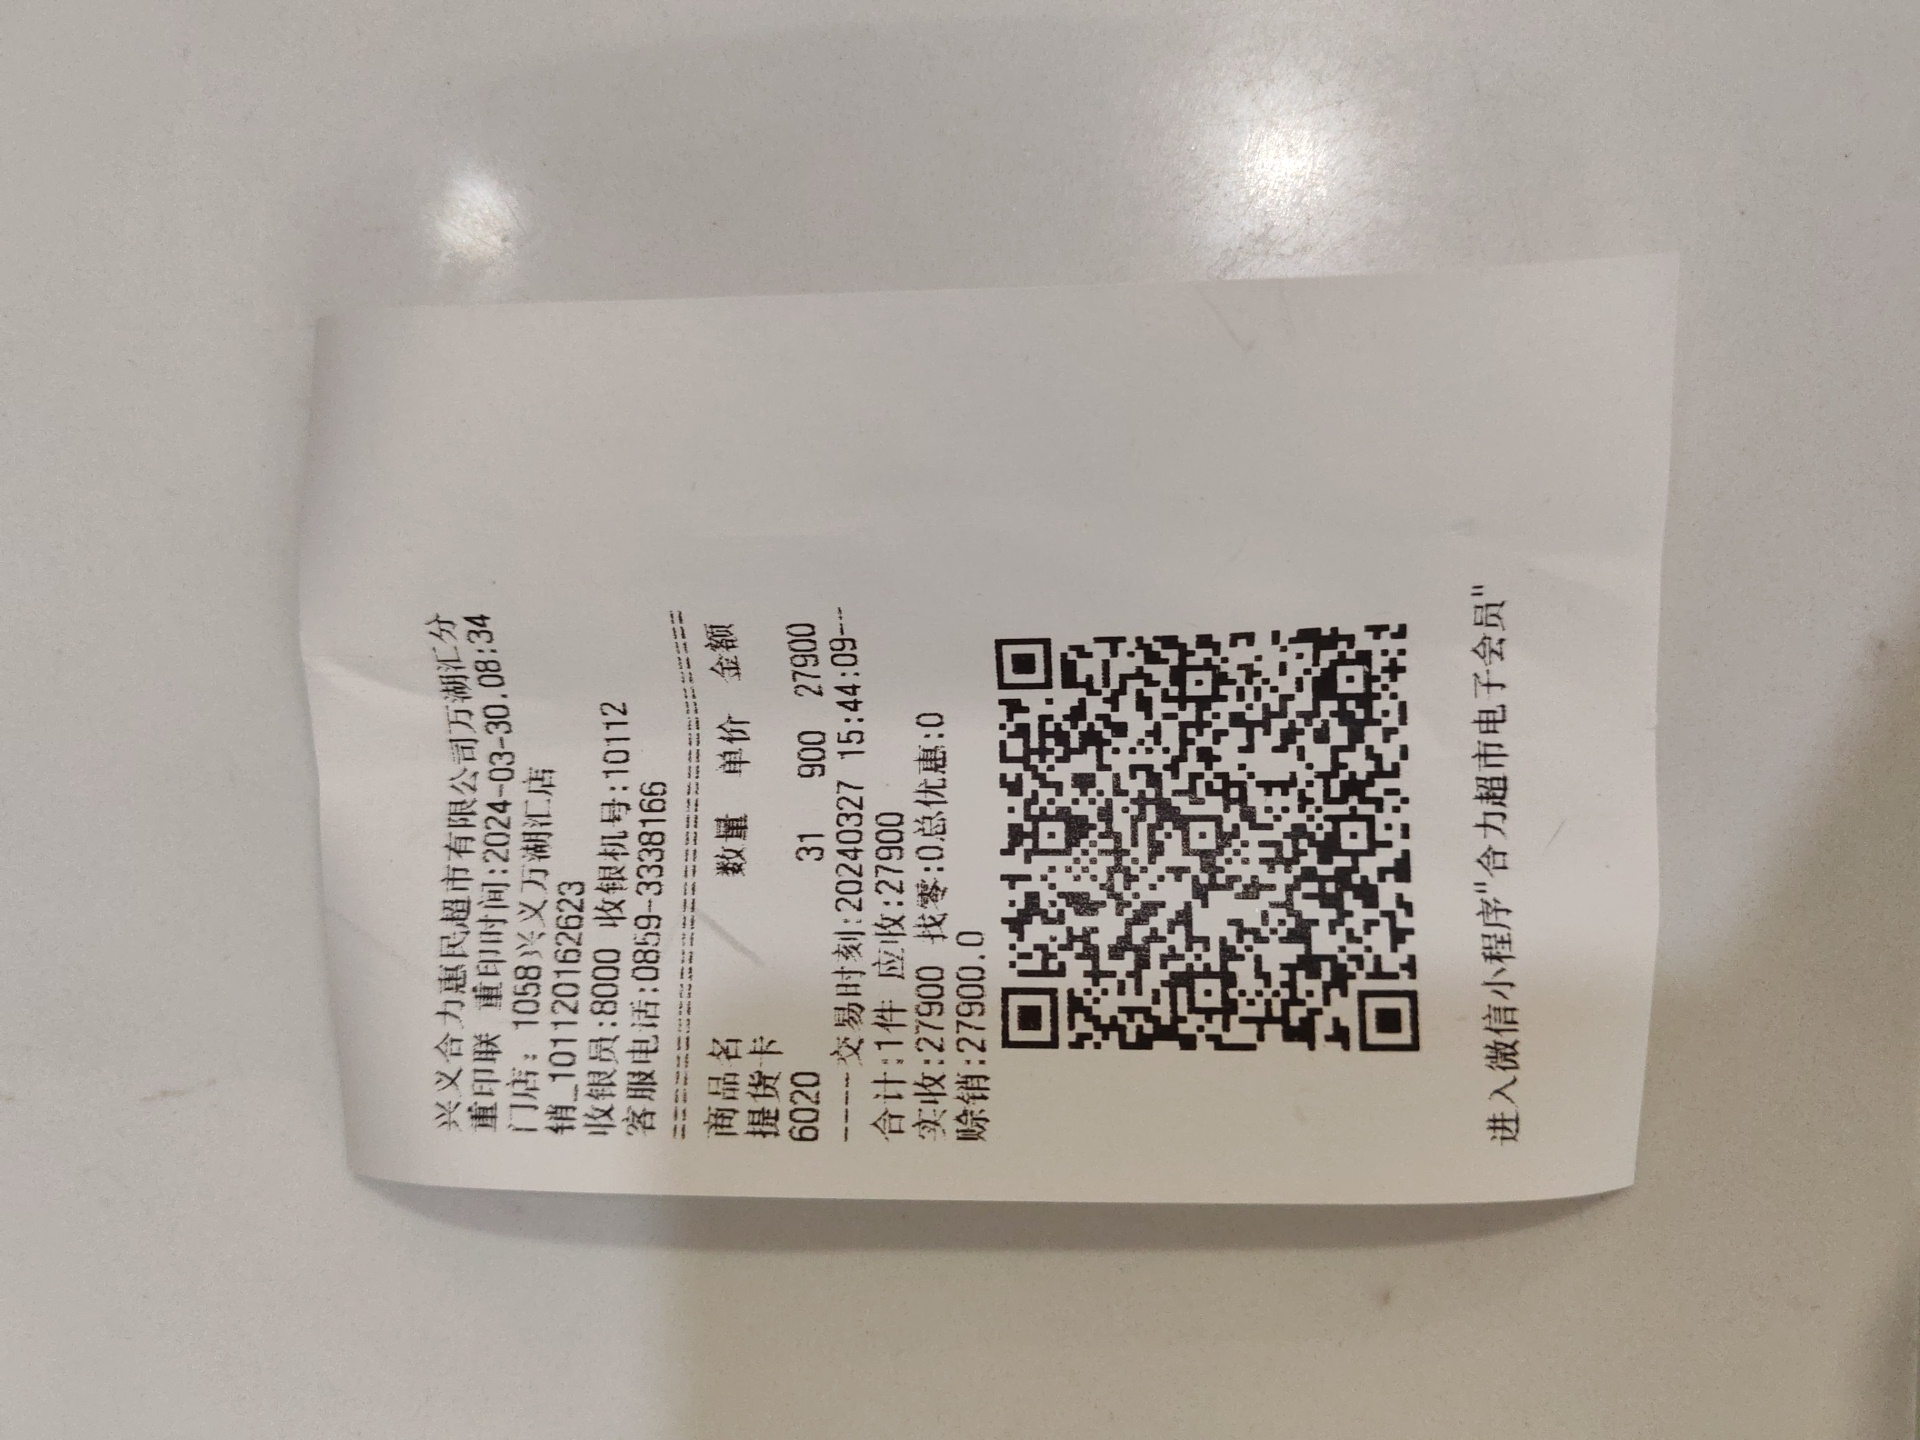 兴义合力惠民超市有限公司万湖汇分
重印联 重印时间:2024-03-30.08:34
门店: 1058兴义万湖汇店
销_1011120162623
收银员:8000 收银机号:10112
客服电话:0859-3338166
================================
商品名 数量 单价 金额
提货卡
6020 31 900 27900
----交易时刻:20240327 15:44:09--
合计:1件 应收:27900
实收:27900 找零:0总优惠:0
赊销:27900.0
进入微信小程序"合力超市电子会员"